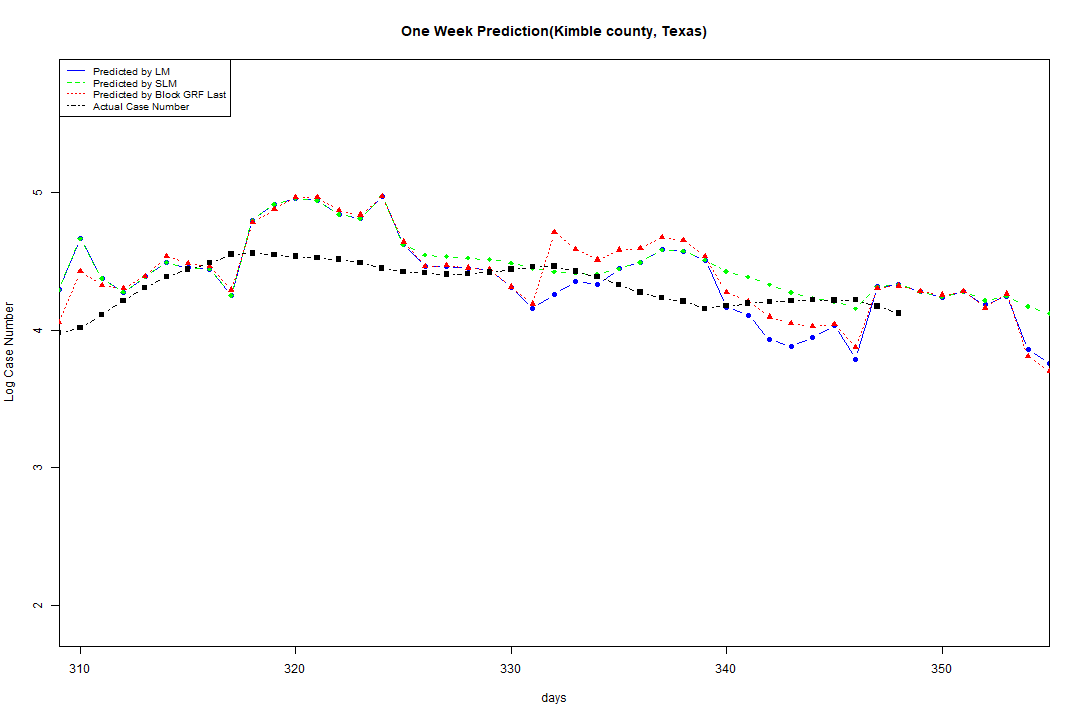 One Week Prediction(Kimble county, Texas)
Predicted by LM
Predicted by SLM
Predicted by Block GRF Last
Actual Case Number
5
4
3
2
Log Case Number
310 320 330 340 350
days